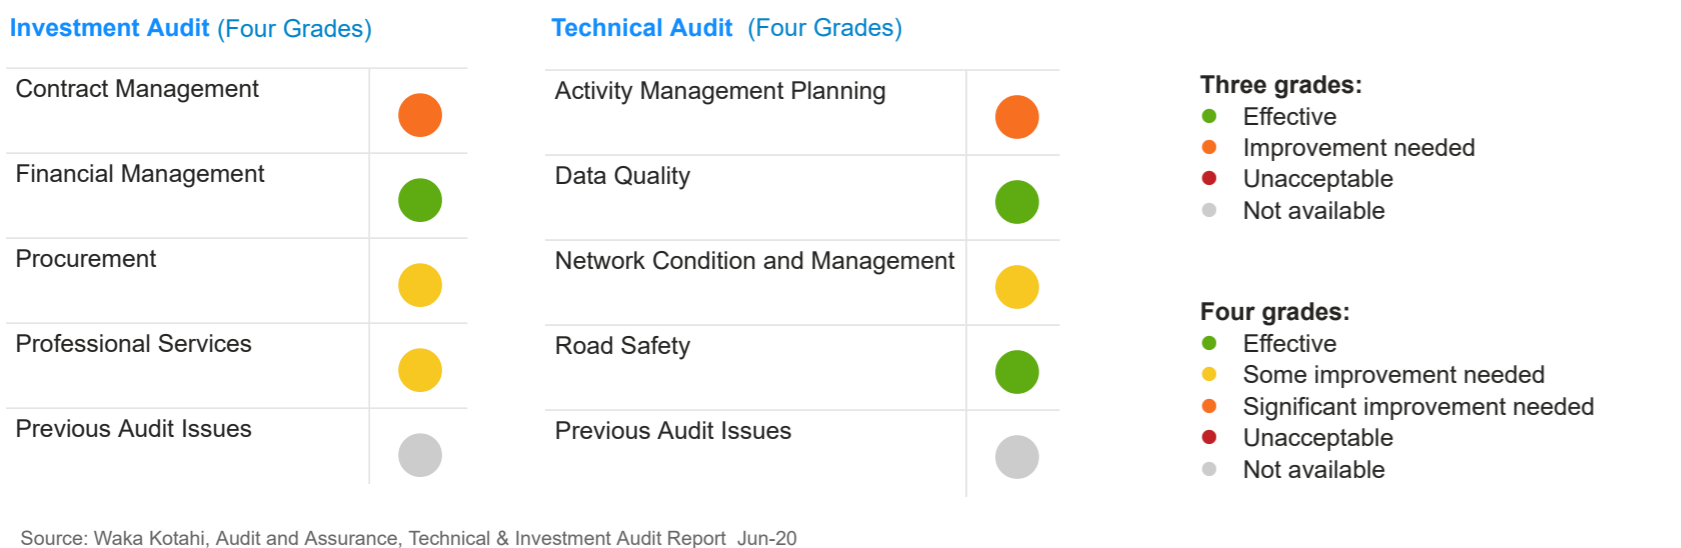 Investment Audit (Four Grades)
Contract Management
Financial Management
Procurement
Professional Services
Previous Audit Issues
Technical Audit (Four Grades)
Activity Management Planning
Data Quality
Network Condition and Management
Road Safety
Previous Audit Issues
Three grades:
Effective
Improvement needed
Unacceptable
Not available
Four grades:
Effective
Some improvement needed
Significant improvement needed
Unacceptable
Not available
Source: Waka Kotahi, Audit and Assurance, Technical & Investment Audit Report Jun-20